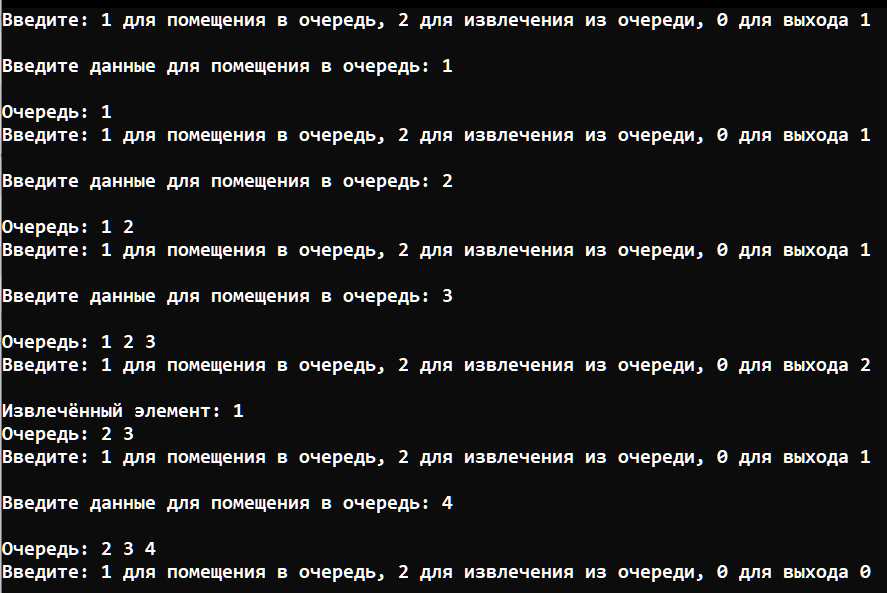 Введите: 1 для помещения в очередь, 2 для извлечения из очереди, 0 для выхода 1
Введите данные для помещения в очередь: 1
Очередь: 1
Введите: 1 для помещения в очередь, 2 для извлечения из очереди, 0 для выхода 1
Введите данные для помещения в очередь: 2
Очередь: 1 2
Введите: 1 для помещения в очередь, 2 для извлечения из очереди, 0 для выхода 1
Введите данные для помещения в очередь: 3
Очередь: 1 2 3
Введите: 1 для помещения в очередь, 2 для извлечения из очереди, 0 для выхода 2
Извлечённый элемент: 1
Очередь: 2 3
Введите: 1 для помещения в очередь, 2 для извлечения из очереди, 0 для выхода 1
Введите данные для помещения в очередь: 4
Очередь: 2 3 4
Введите: 1 для помещения в очередь, 2 для извлечения из очереди, 0 для выхода 0